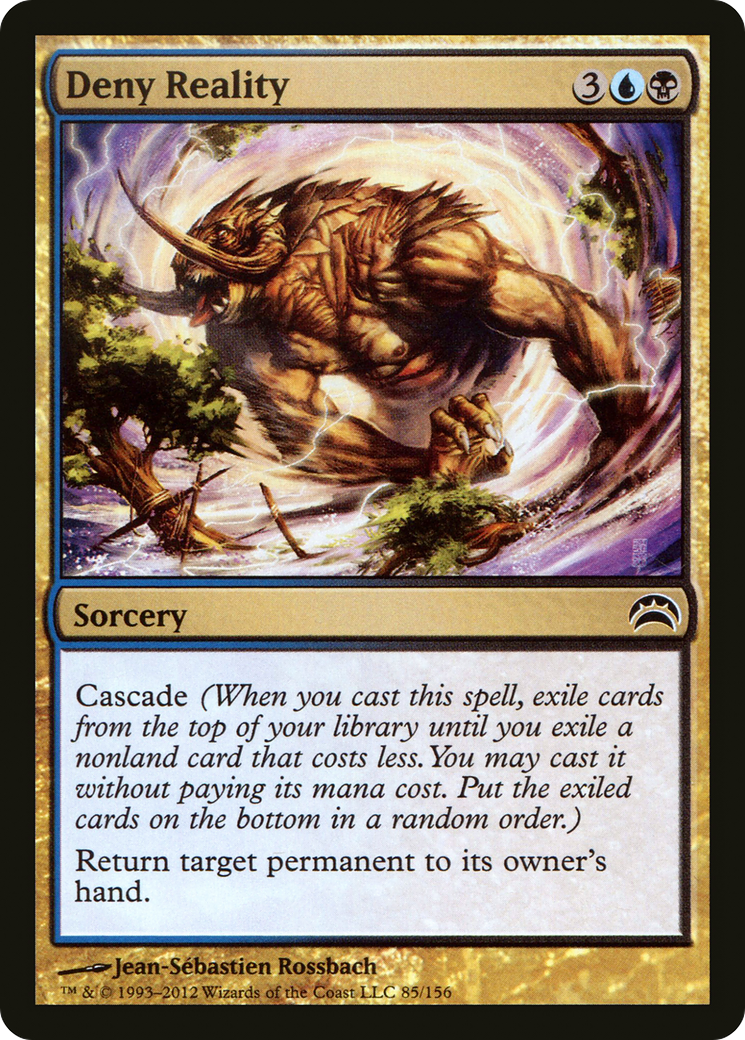 Deny Reality 3
Sorcery
Cascade (When you cast this spell, exile cards
from the top of your library until you exile a
nonland card that costs less. You may cast it
without paying its mana cost. Put the exiled
cards on the bottom in a random order.)
Return target permanent to its owner's
hand.
Jean-Sébastien Rossbach
™ & © 1993–2012 Wizards of the Coast LLC 85/156